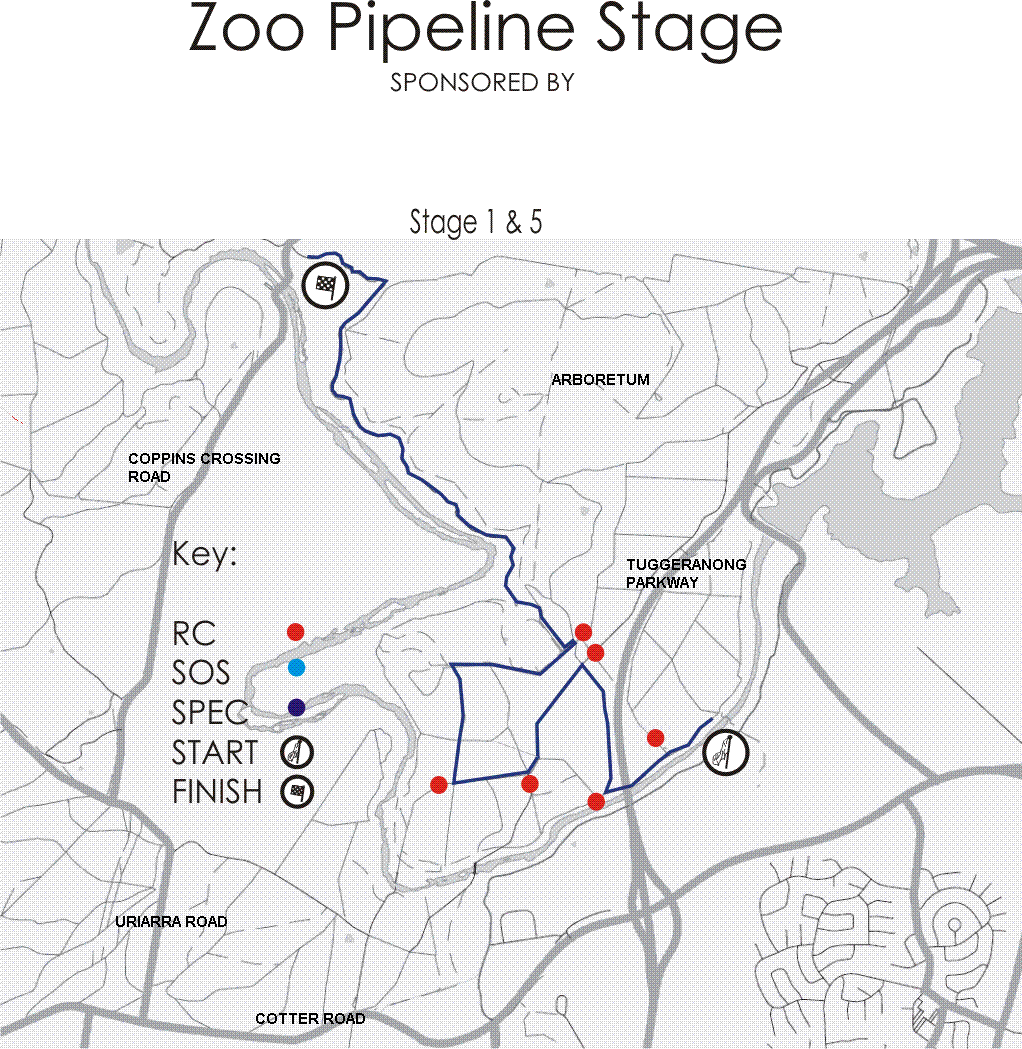 Zoo Pipeline Stage
SPONSORED BY
Stage 1 & 5
ARBORETUM
COPPINS CROSSING
ROAD
Key:
TUGGERANONG
PARKWAY
RC
SOS
SPEC
START
FINISH
URIARRA ROAD
COTTER ROAD